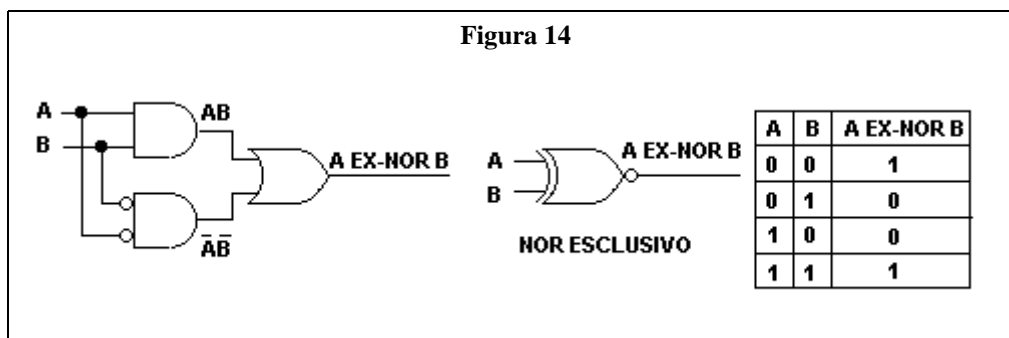 Figura 14
A
B
AB
A̅B̅
A EX-NOR B
A
B
A EX-NOR B
NOR ESCLUSIVO
A B A EX-NOR B
0 0 1
0 1 0
1 0 0
1 1 1